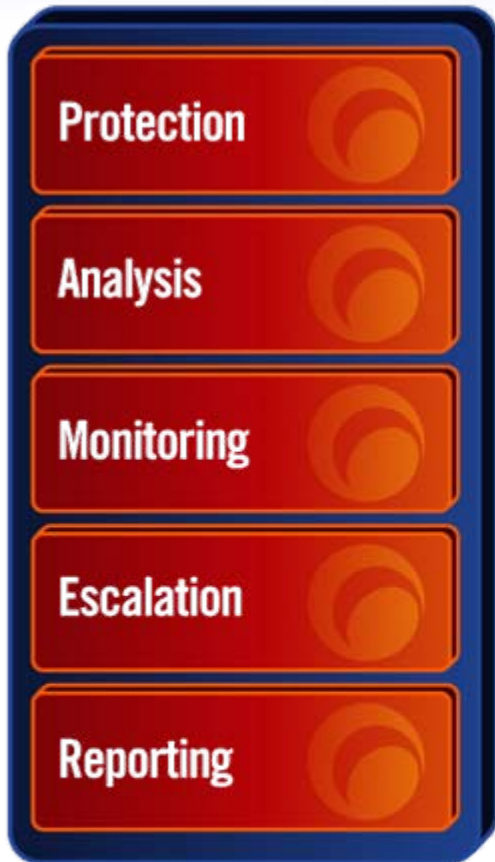 Protection
Analysis
Monitoring
Escalation
Reporting